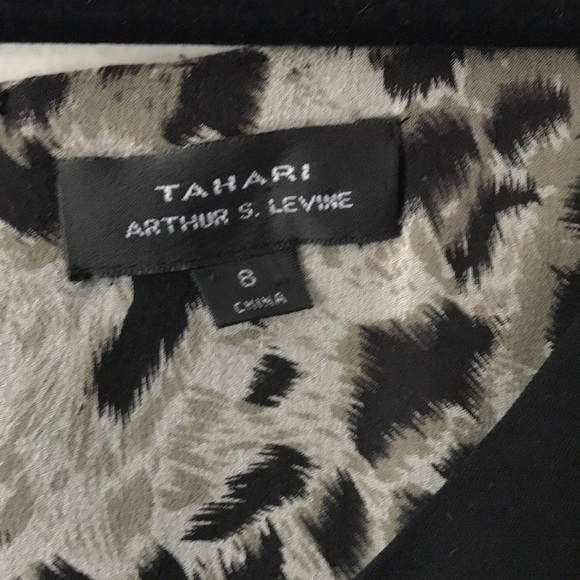 TAHARI
ARTHUR S. LEVINE
8
CHINA